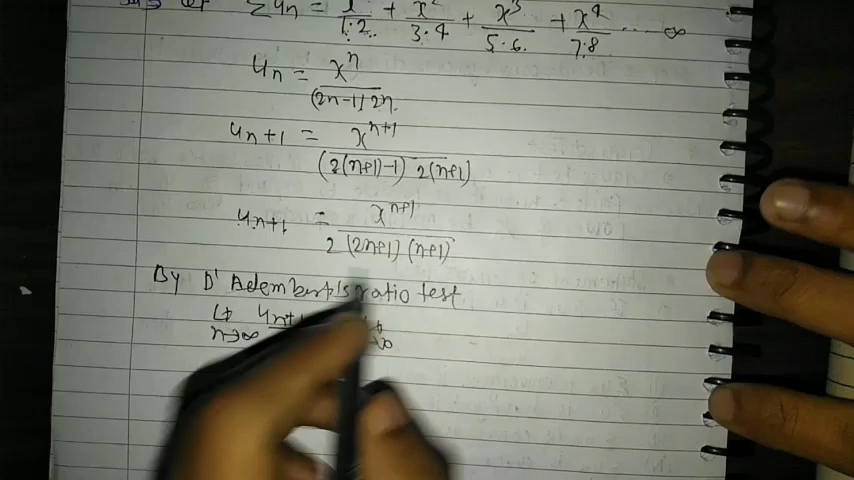 Σun = x/1·2 + x²/3·4 + x³/5·6. + x⁴/7·8 ..... ∞
un = xⁿ/(2n-1) 2n.
un+1 = xⁿ⁺¹/(2(n+1)-1) 2(n+1)
un+1 = xⁿ⁺¹/2 (2n+1) (n+1)
By D' Alembert's ratio test
Lt n→∞ un+1